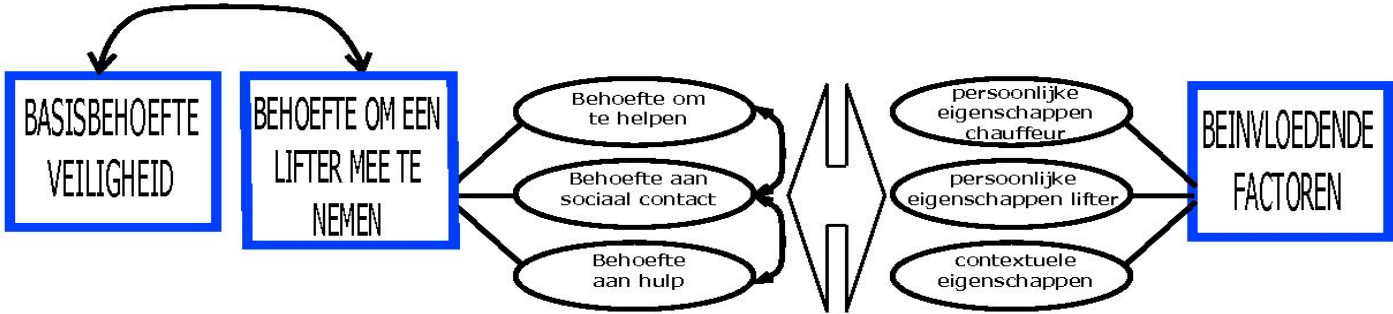 BASISBEHOEFTE
VEILIGHEID
BEHOEFTE OM EEN
LIFTER MEE TE
NEMEN
Behoefte om
te helpen
Behoefte aan
sociaal contact
Behoefte
aan hulp
persoonlijke
eigenschappen
chauffeur
persoonlijke
eigenschappen lifter
contextuele
eigenschappen
BEINVLOEDENDE
FACTOREN